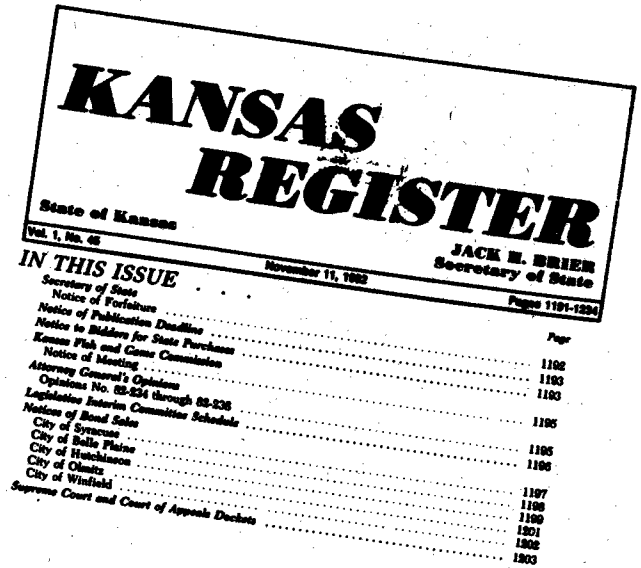 KANSAS
REGISTER
State of Kansas
JACK H. BRIER
Secretary of State
Vol. 1, No. 45 November 11, 1982 Pages 1191-1234
IN THIS ISSUE . . .
Page
Secretary of State
Notice of Forfeiture ........ 1192
Notice of Publication Deadline ........ 1193
Notice to Bidders for State Purchases ........ 1193
Kansas Fish and Game Commission
Notice of Meeting ........ 1195
Attorney General's Opinions
Opinions No. 82-234 through 82-236 ........ 1195
Legislative Interim Committee Schedule ........ 1196
Notices of Bond Sales
City of Syracuse ........ 1197
City of Belle Plaine ........ 1198
City of Hutchinson ........ 1199
City of Olmitz ........ 1201
City of Winfield ........ 1202
Supreme Court and Court of Appeals Dockets ........ 1203